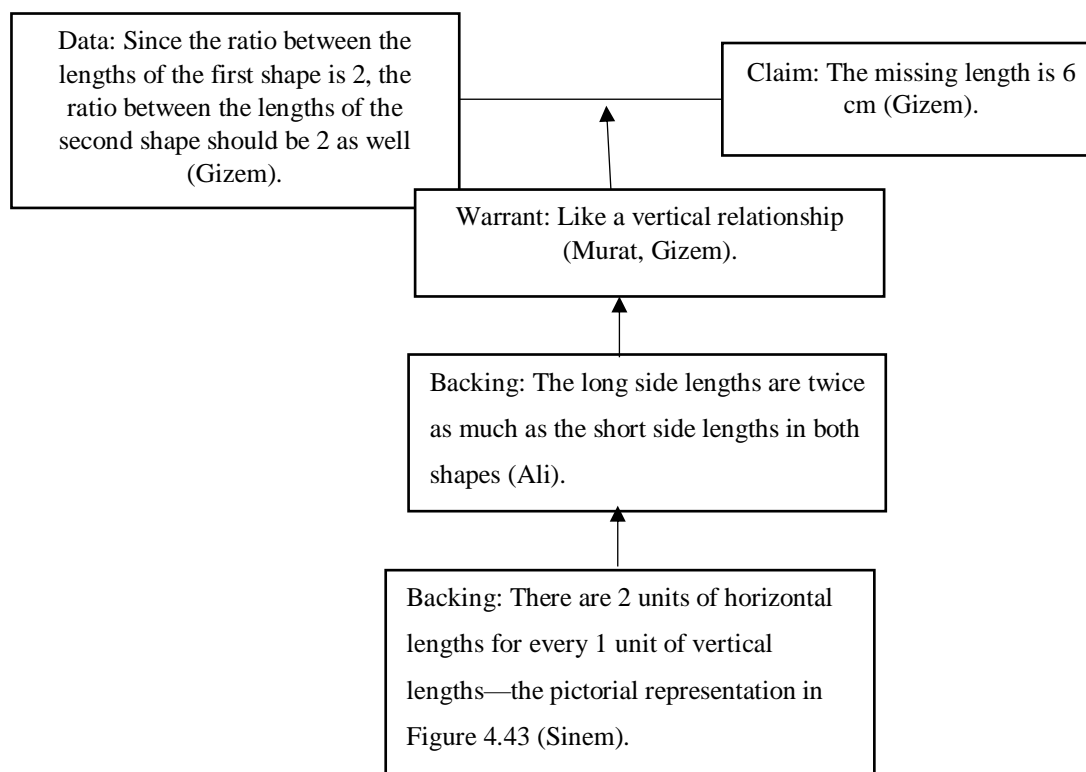 Data: Since the ratio between the
lengths of the first shape is 2, the
ratio between the lengths of the
second shape should be 2 as well
(Gizem).
Claim: The missing length is 6
cm (Gizem).
Warrant: Like a vertical relationship
(Murat, Gizem).
Backing: The long side lengths are twice
as much as the short side lengths in both
shapes (Ali).
Backing: There are 2 units of horizontal
lengths for every 1 unit of vertical
lengths—the pictorial representation in
Figure 4.43 (Sinem).